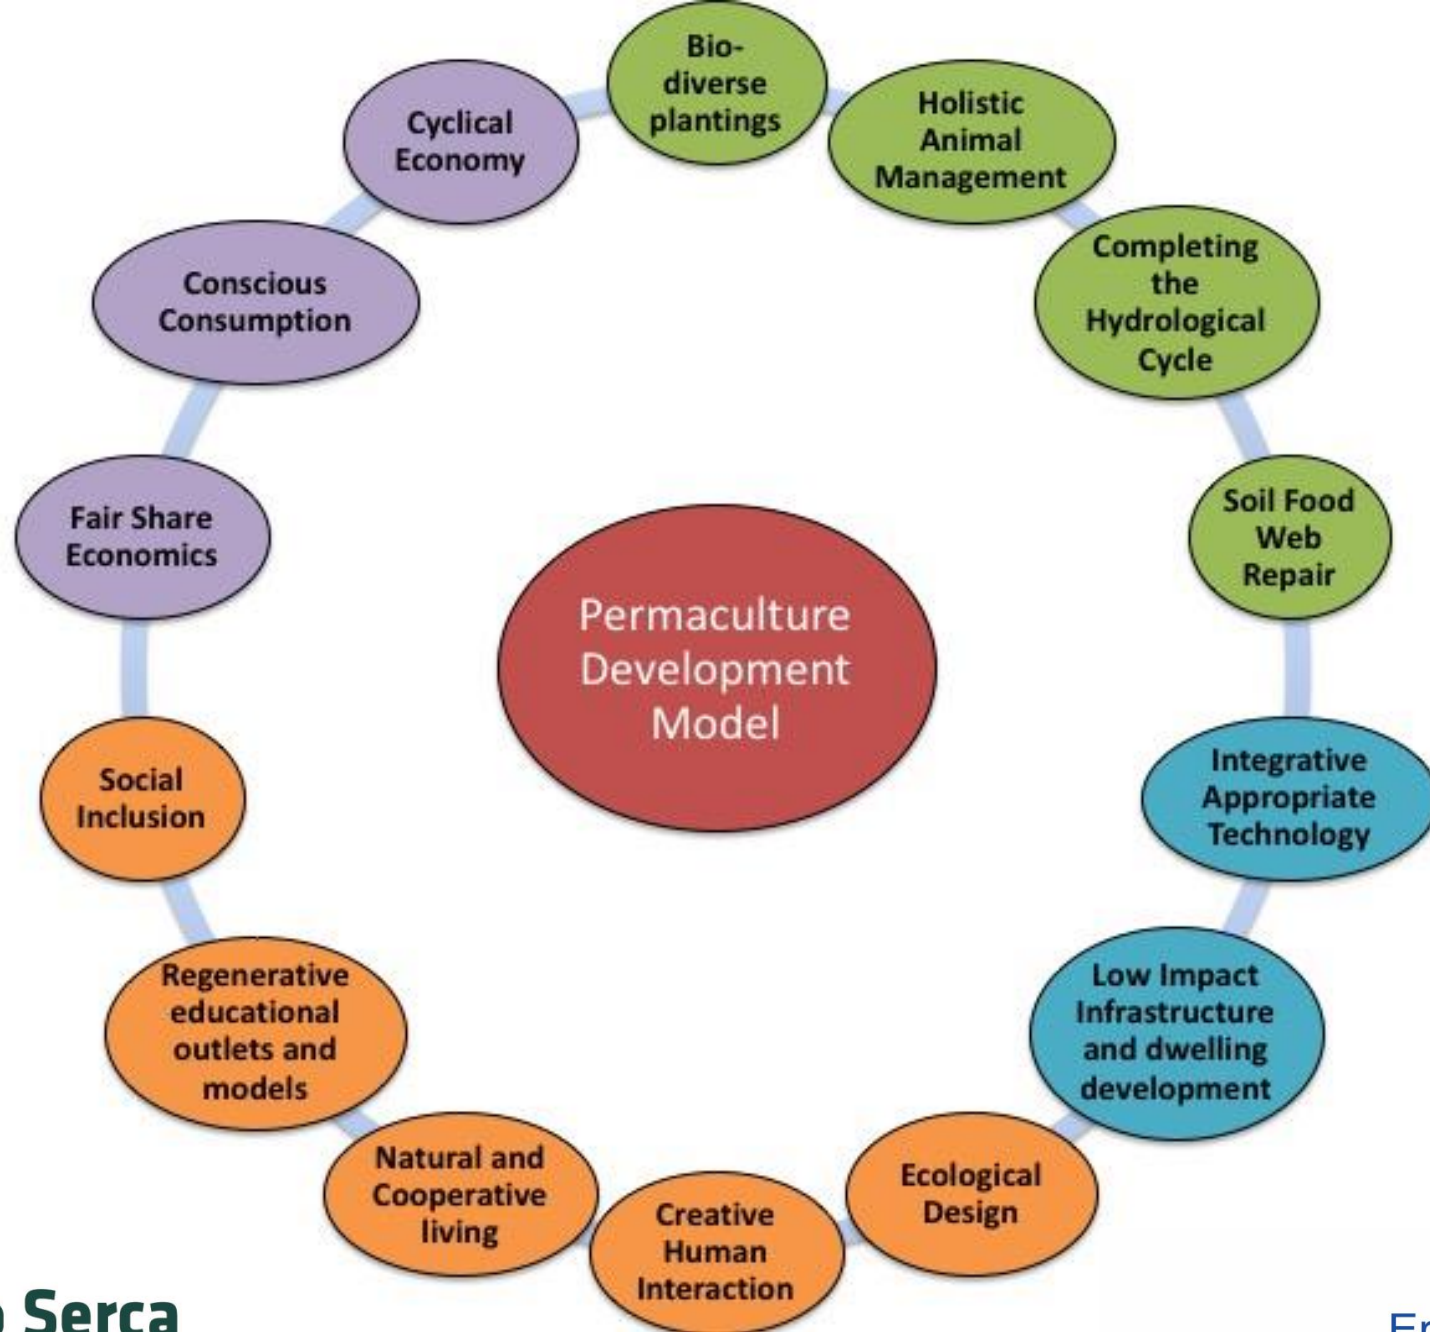 Bio-
diverse
plantings
Holistic
Animal
Management
Completing
the
Hydrological
Cycle
Soil Food
Web
Repair
Integrative
Appropriate
Technology
Low Impact
Infrastructure
and dwelling
development
Ecological
Design
Creative
Human
Interaction
Natural and
Cooperative
living
Regenerative
educational
outlets and
models
Social
Inclusion
Fair Share
Economics
Conscious
Consumption
Cyclical
Economy
Permaculture
Development
Model
Serca